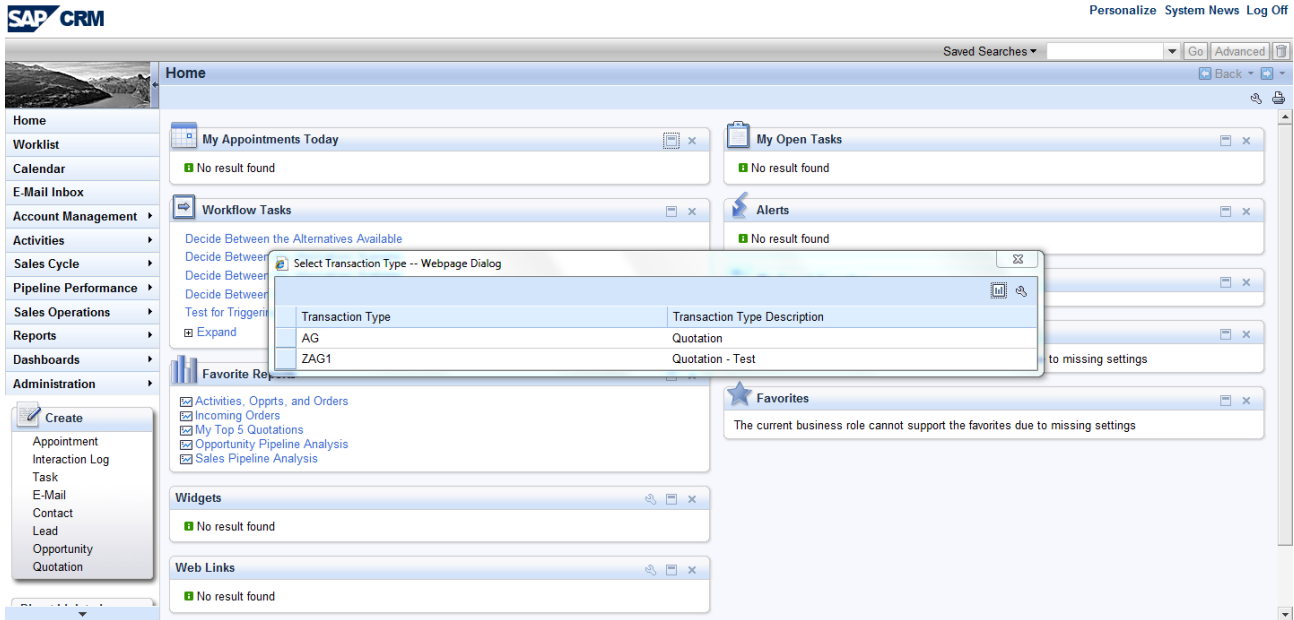 SAP CRM
Personalize System News Log Off
Saved Searches
Go Advanced
Home
Back
Home
Worklist
Calendar
E-Mail Inbox
Account Management
Activities
Sales Cycle
Pipeline Performance
Sales Operations
Reports
Dashboards
Administration
Create
Appointment
Interaction Log
Task
E-Mail
Contact
Lead
Opportunity
Quotation
My Appointments Today
No result found
Workflow Tasks
Decide Between the Alternatives Available
Decide Between
Decide Between
Decide Between
Test for
Expand
Favorite
Activities, Opprts, and Orders
Incoming Orders
My Top 5 Quotations
Opportunity Pipeline Analysis
Sales Pipeline Analysis
Widgets
No result found
Web Links
No result found
My Open Tasks
No result found
Alerts
No result found
to missing settings
Favorites
The current business role cannot support the favorites due to missing settings
Select Transaction Type -- Webpage Dialog
Transaction Type Transaction Type Description
AG Quotation
ZAG1 Quotation - Test